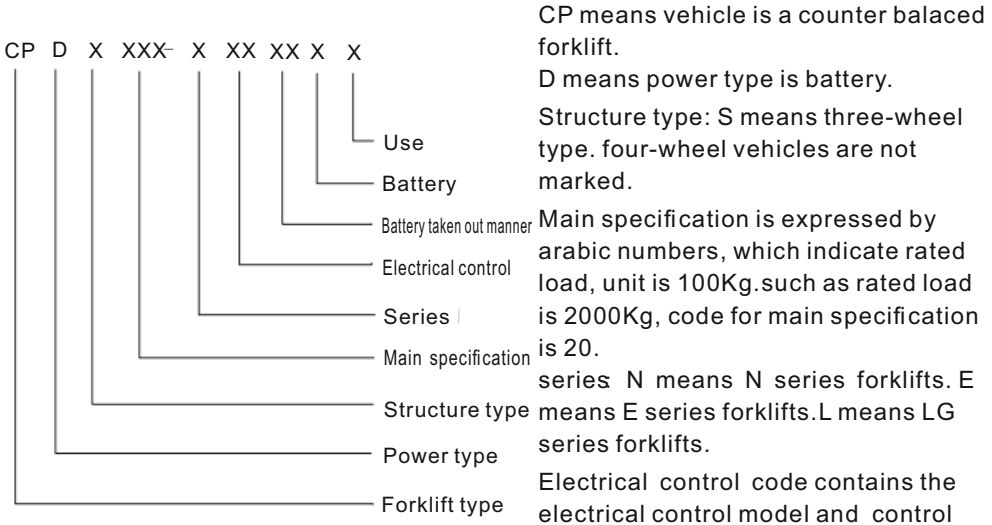 CP D X XXX- X XX XX X X
Use
Battery
Battery taken out manner
Electrical control
Series
Main specification
Structure type
Power type
Forklift type
CP means vehicle is a counter balaced
forklift.
D means power type is battery.
Structure type: S means three-wheel
type. four-wheel vehicles are not
marked.
Main specification is expressed by
arabic numbers, which indicate rated
load, unit is 100Kg.such as rated load
is 2000Kg, code for main specification
is 20.
series: N means N series forklifts. E
means E series forklifts.L means LG
series forklifts.
Electrical control code contains the
electrical control model and control